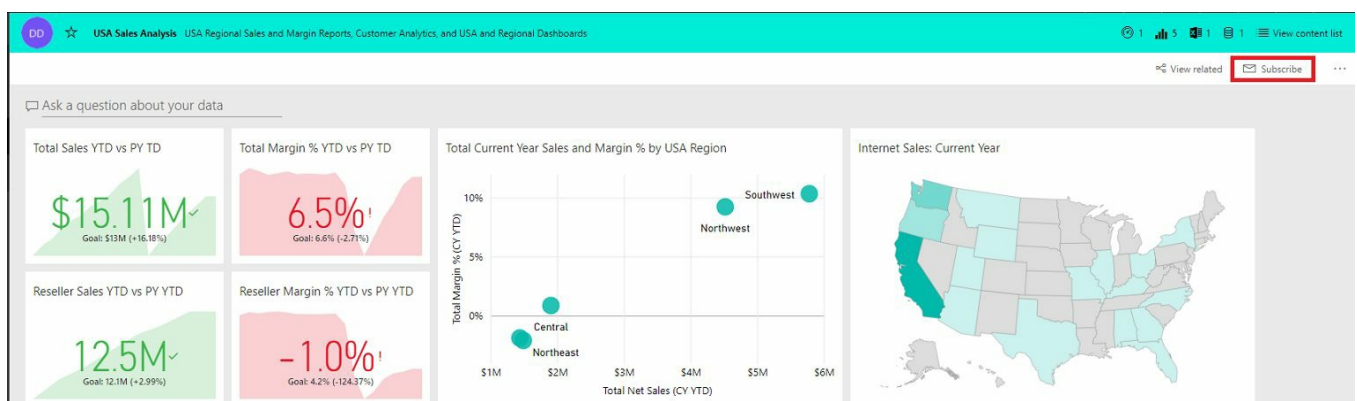 DD USA Sales Analysis USA Regional Sales and Margin Reports, Customer Analytics, and USA and Regional Dashboards 1 5 1 1 View content list
View related Subscribe ...
Ask a question about your data
Total Sales YTD vs PY TD
$15.11M
Goal: $13M (+16.18%)
Total Margin % YTD vs PY TD
6.5%!
Goal: 6.6% (-2.71%)
Total Current Year Sales and Margin % by USA Region
Total Margin % (CY YTD)
10%
5%
0%
Southwest
Northwest
Central
Northeast
$1M $2M $3M $4M $5M $6M
Total Net Sales (CY YTD)
Internet Sales: Current Year
Reseller Sales YTD vs PY YTD
12.5M
Goal: 12.1M (+2.99%)
Reseller Margin % YTD vs PY YTD
-1.0%!
Goal: 4.2% (-124.37%)